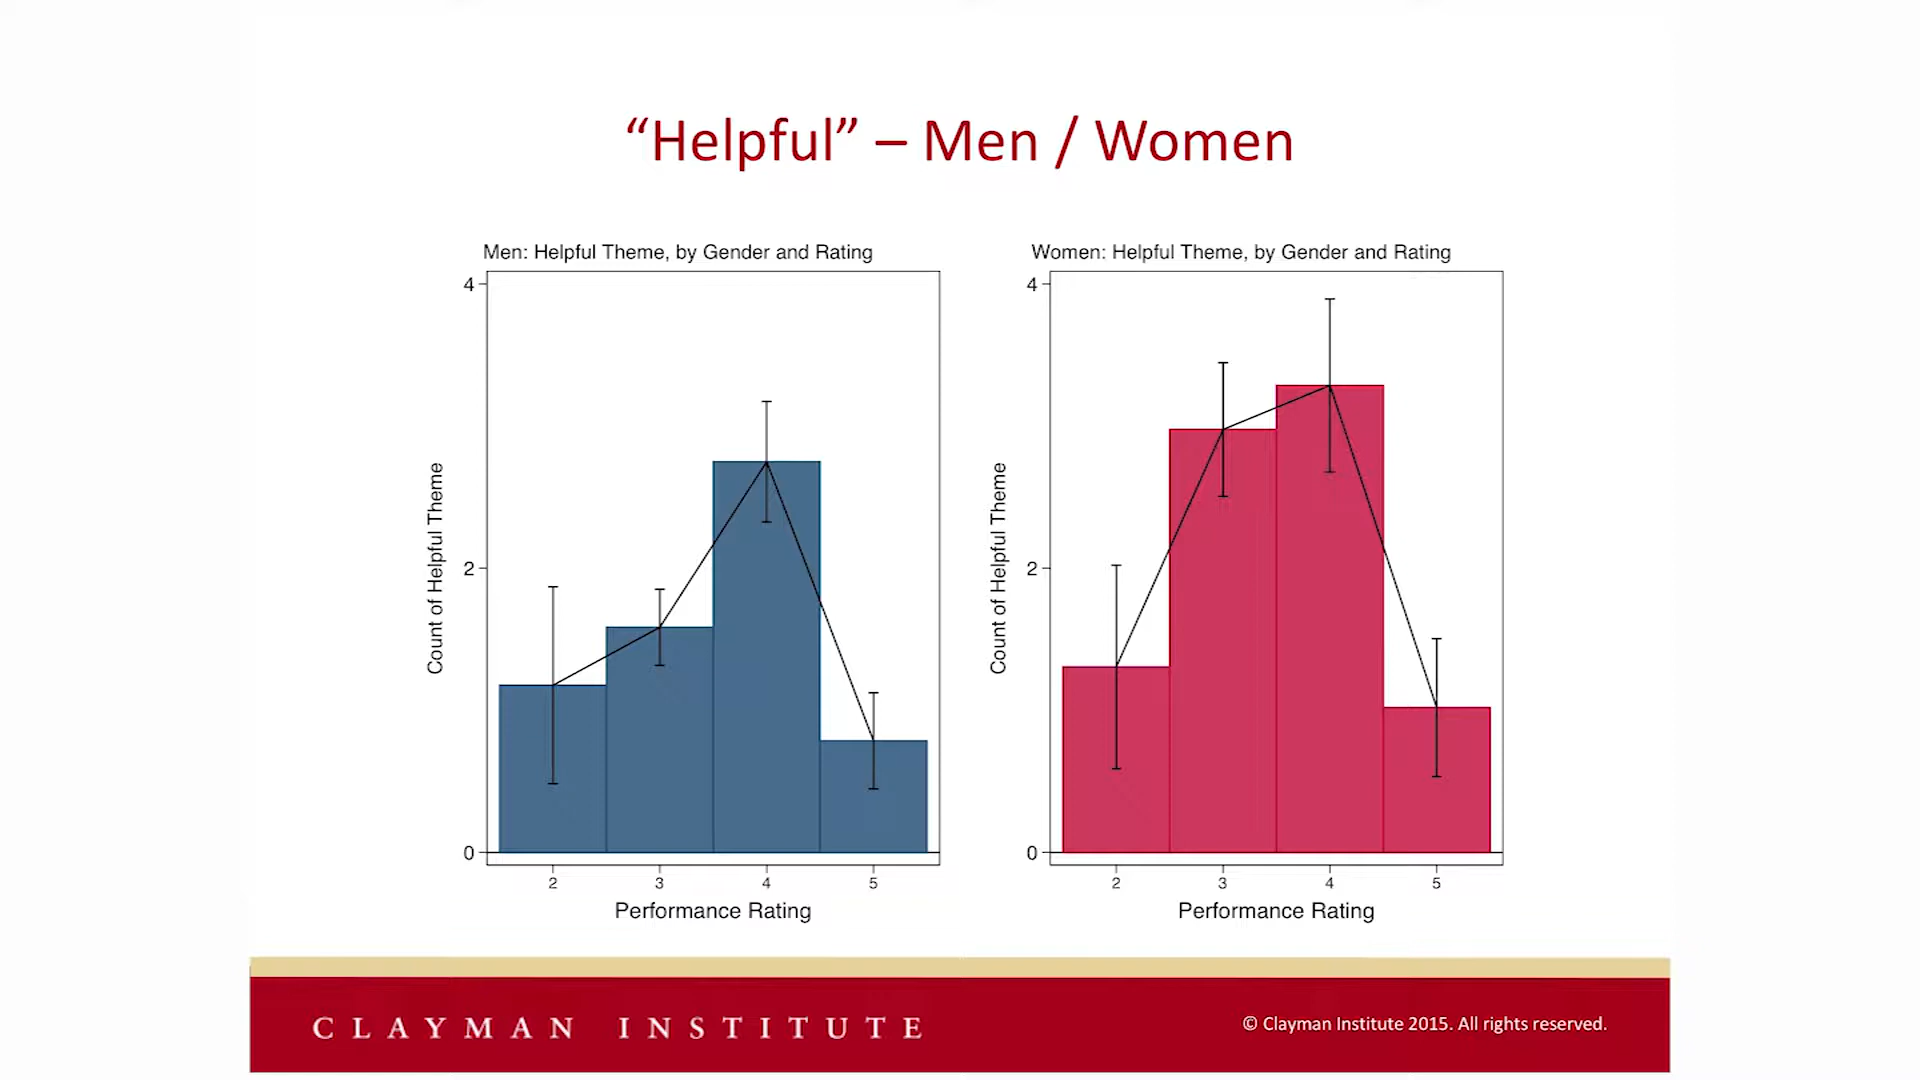 “Helpful” – Men / Women
Men: Helpful Theme, by Gender and Rating
4
2
0
Count of Helpful Theme
2 3 4 5
Performance Rating
Women: Helpful Theme, by Gender and Rating
4
2
0
Count of Helpful Theme
2 3 4 5
Performance Rating
CLAYMAN INSTITUTE
© Clayman Institute 2015. All rights reserved.